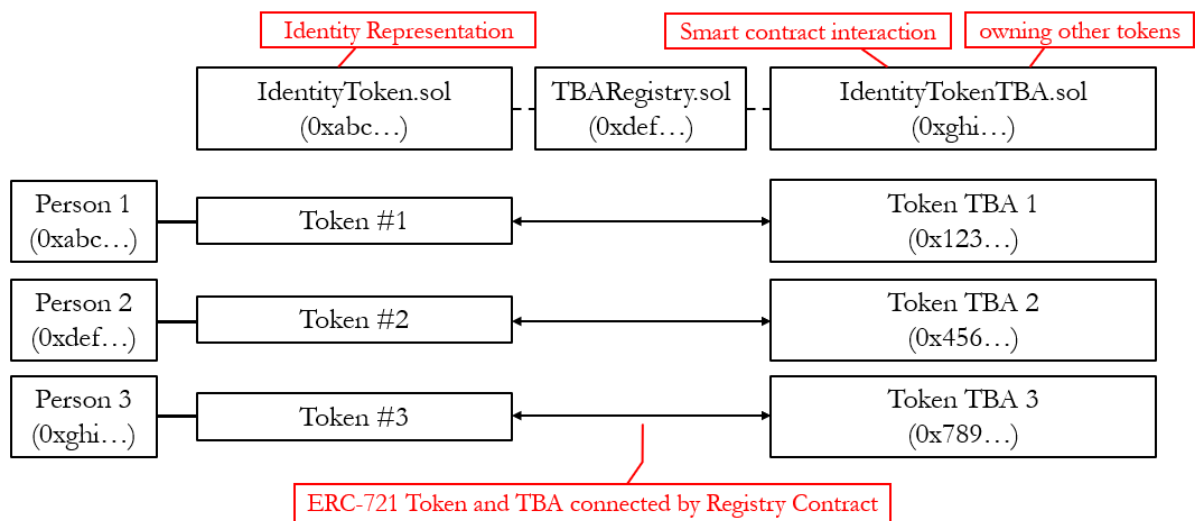 Identity Representation
Smart contract interaction
owning other tokens
IdentityToken.sol
(0xabc…)
TBARegistry.sol
(0xdef…)
IdentityTokenTBA.sol
(0xghi…)
Person 1
(0xabc…)
Token #1
Token TBA 1
(0x123…)
Person 2
(0xdef…)
Token #2
Token TBA 2
(0x456…)
Person 3
(0xghi…)
Token #3
Token TBA 3
(0x789…)
ERC-721 Token and TBA connected by Registry Contract